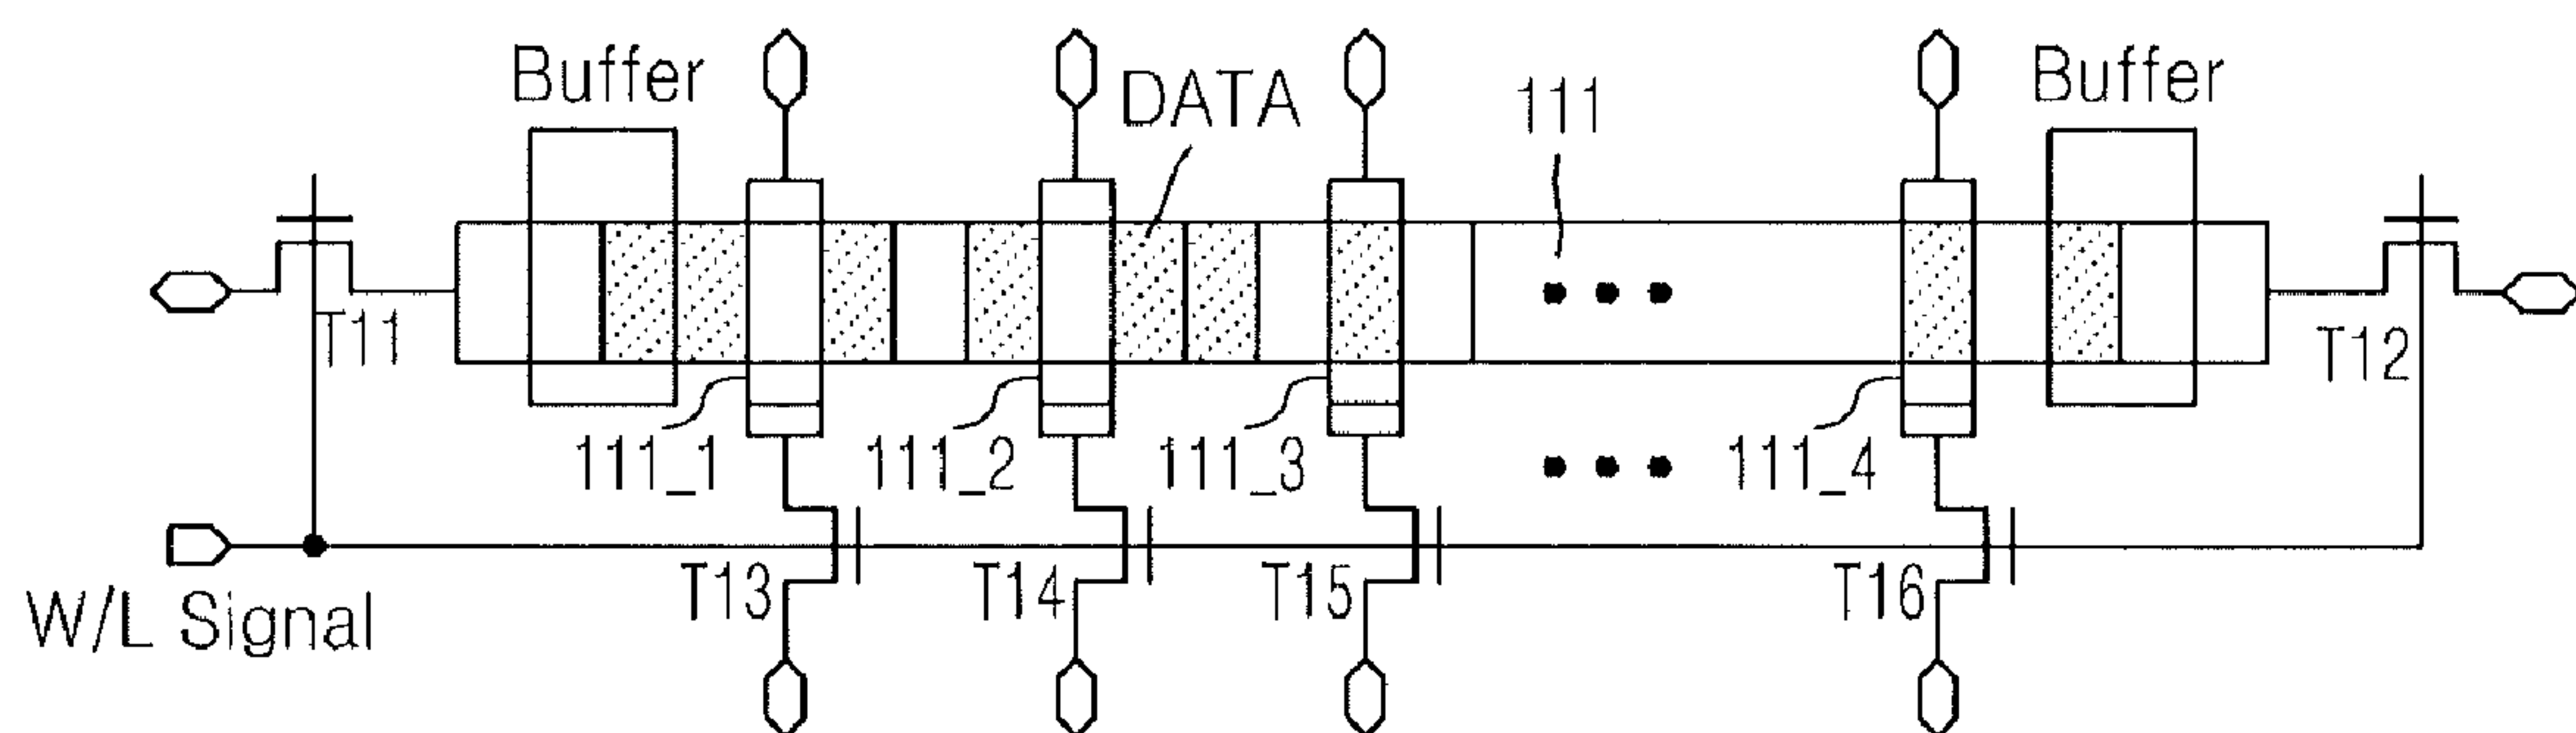 Buffer
DATA
111
Buffer
T11
T12
111_1
111_2
111_3
111_4
T13
T14
T15
T16
W/L Signal